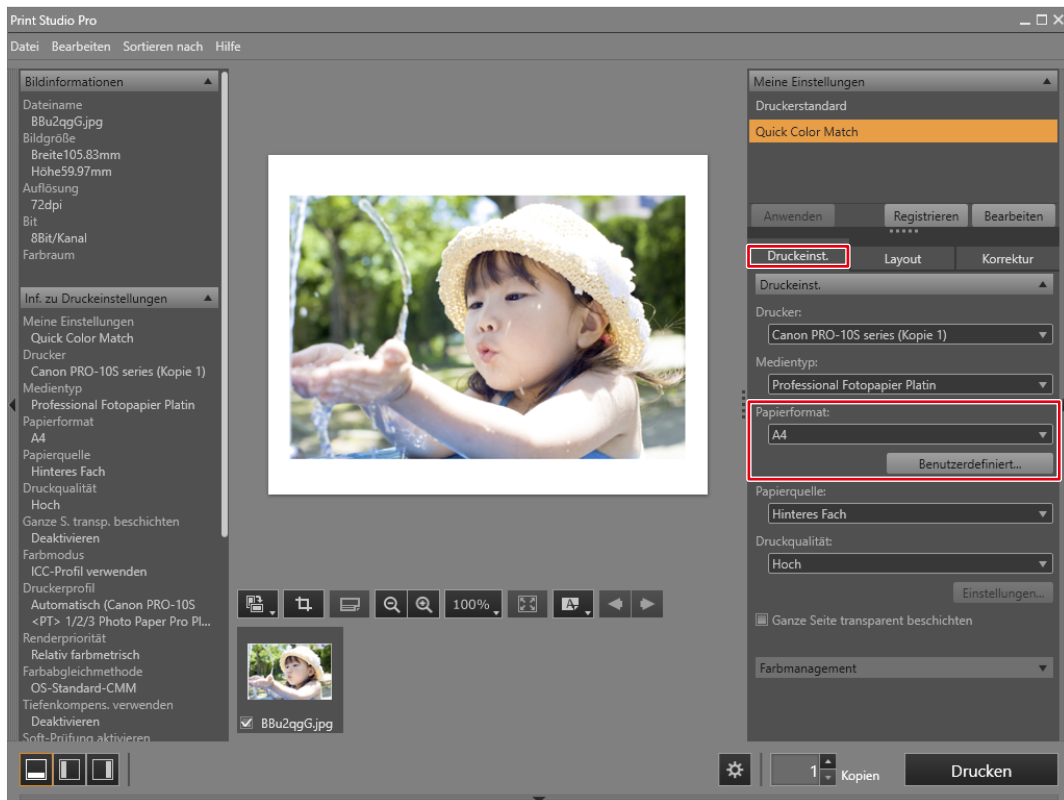 Print Studio Pro
Datei Bearbeiten Sortieren nach Hilfe
Bildinformationen
Dateiname
BBu2qgG.jpg
Bildgröße
Breite105.83mm
Höhe59.97mm
Auflösung
72dpi
Bit
8Bit/Kanal
Farbraum
Inf. zu Druckeinstellungen
Meine Einstellungen
Quick Color Match
Drucker
Canon PRO-10S series (Kopie 1)
Medientyp
Professional Fotopapier Platin
Papierformat
A4
Papierquelle
Hinteres Fach
Druckqualität
Hoch
Ganze S. transp. beschichten
Deaktivieren
Farbmodus
ICC-Profil verwenden
Druckerprofil
Automatisch (Canon PRO-10S
<PT> 1/2/3 Photo Paper Pro Pl...
Renderpriorität
Relativ farbmetrisch
Farbabgleichmethode
OS-Standard-CMM
Tiefenkompens. verwenden
Deaktivieren
Soft-Prüfung aktivieren
100%
A
BBu2qgG.jpg
Meine Einstellungen
Druckerstandard
Quick Color Match
Anwenden Registrieren Bearbeiten
Druckeinst. Layout Korrektur
Druckeinst.
Drucker:
Canon PRO-10S series (Kopie 1)
Medientyp:
Professional Fotopapier Platin
Papierformat:
A4
Benutzerdefiniert...
Papierquelle:
Hinteres Fach
Druckqualität:
Hoch
Einstellungen...
Ganze Seite transparent beschichten
Farbmanagement
1 Kopien Drucken